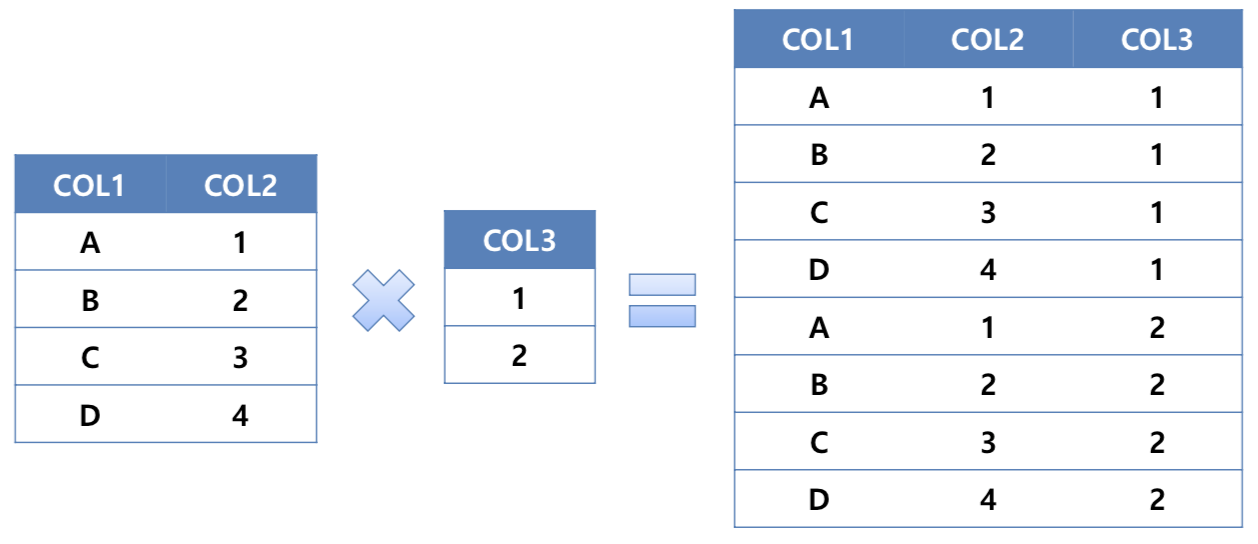 COL1 COL2
A 1
B 2
C 3
D 4
COL3
1
2
COL1 COL2 COL3
A 1 1
B 2 1
C 3 1
D 4 1
A 1 2
B 2 2
C 3 2
D 4 2